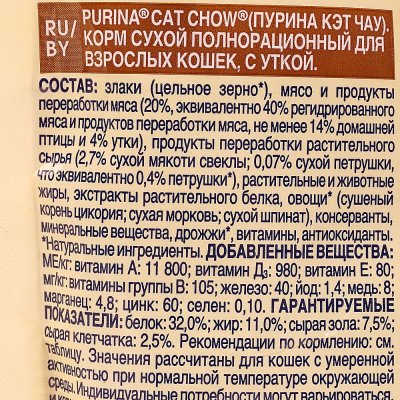 RU/
BY
PURINA® CAT CHOW® (ПУРИНА КЭТ ЧАУ).
КОРМ СУХОЙ ПОЛНОРАЦИОННЫЙ ДЛЯ
ВЗРОСЛЫХ КОШЕК, С УТКОЙ.
СОСТАВ: злаки (цельное зерно*), мясо и продукты
переработки мяса (20%, эквивалентно 40% регидрированного
мяса и продуктов переработки мяса, не менее 14% домашней
птицы и 4% утки), продукты переработки растительного
сырья (2,7% сухой мякоти свеклы; 0,07% сухой петрушки,
что эквивалентно 0,4% петрушки*), растительные и животные
жиры, экстракты растительного белка, овощи* (сушеный
корень цикория; сухая морковь; сухой шпинат), консерванты,
минеральные вещества, дрожжи*, витамины, антиоксиданты.
*Натуральные ингредиенты. ДОБАВЛЕННЫЕ ВЕЩЕСТВА:
МЕ/кг: витамин A: 11 800; витамин D₃: 980; витамин E: 80;
мг/кг: витамины группы B: 105; железо: 40; йод: 1,4; медь: 8;
марганец: 4,8; цинк: 60; селен: 0,10. ГАРАНТИРУЕМЫЕ
ПОКАЗАТЕЛИ: белок: 32,0%; жир: 11,0%; сырая зола: 7,5%;
сырая клетчатка: 2,5%. Рекомендации по кормлению: см.
таблицу. Значения рассчитаны для кошек с умеренной
активностью при нормальной температуре окружающей
среды. Индивидуальные потребности могут варьироваться,